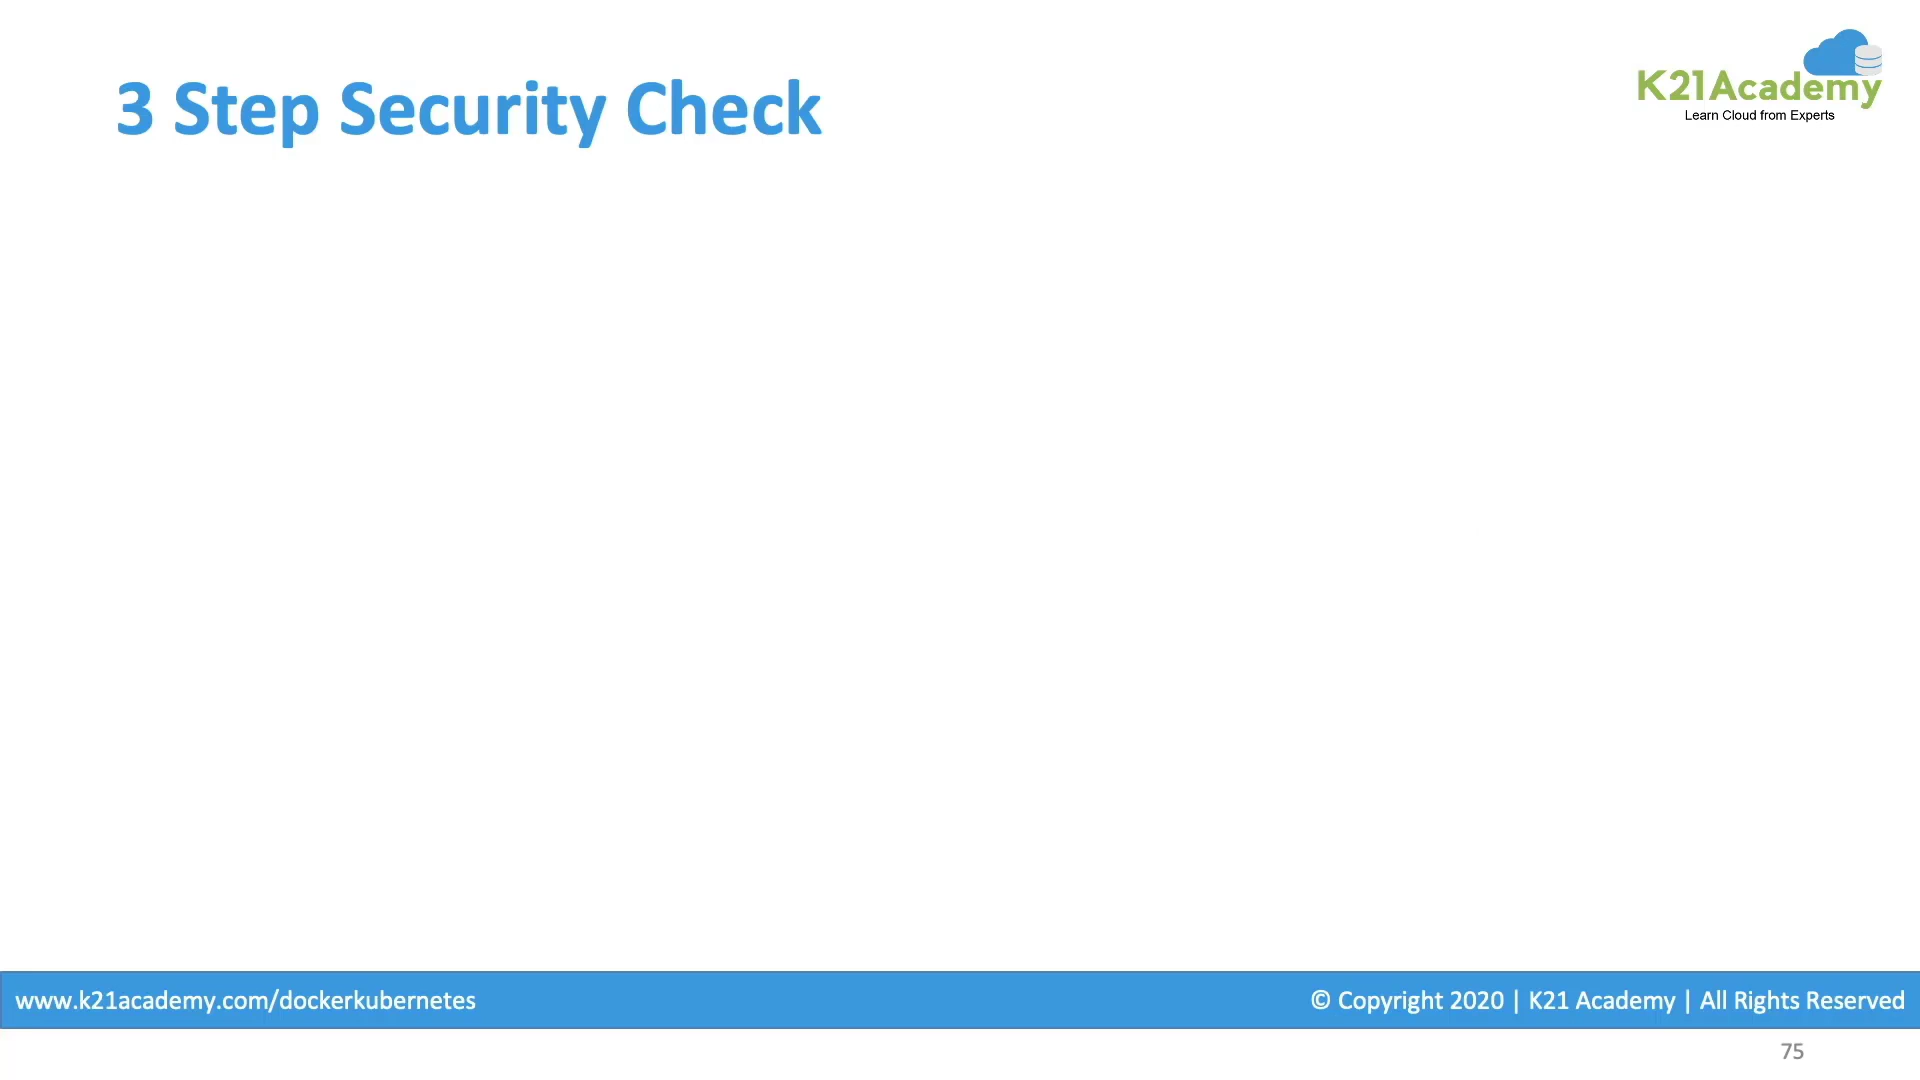 3 Step Security Check
K21Academy
Learn Cloud from Experts
www.k21academy.com/dockerkubernetes
© Copyright 2020 | K21 Academy | All Rights Reserved
75